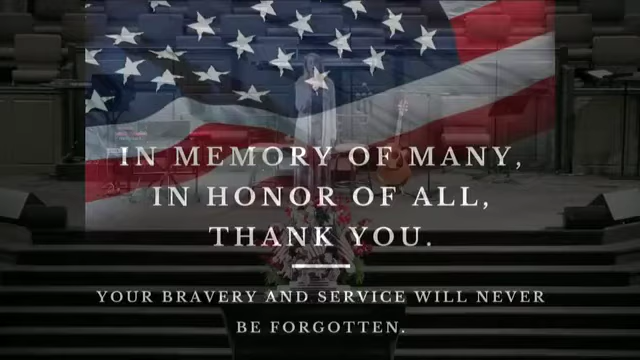 IN MEMORY OF MANY,
IN HONOR OF ALL,
THANK YOU.
YOUR BRAVERY AND SERVICE WILL NEVER
BE FORGOTTEN.